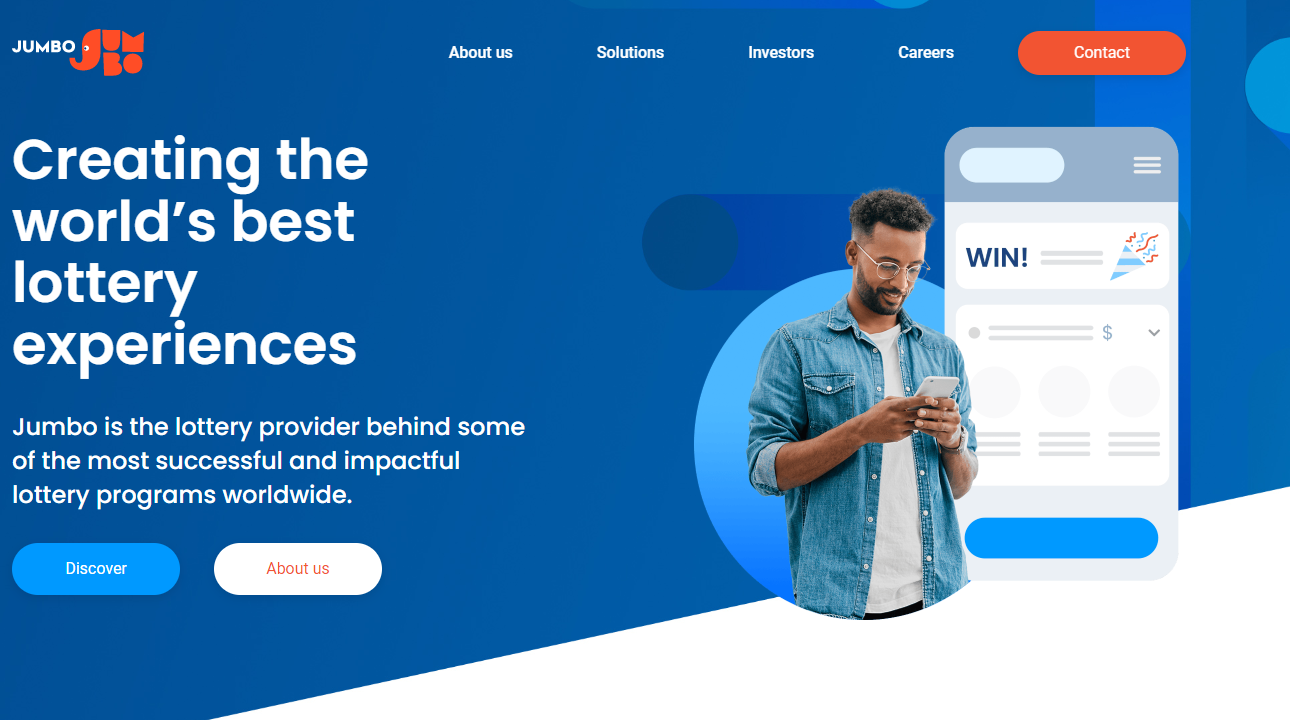 JUMBO JUMBO
About us
Solutions
Investors
Careers
Contact
Creating the
world’s best
lottery
experiences
Jumbo is the lottery provider behind some
of the most successful and impactful
lottery programs worldwide.
Discover
About us
WIN!
$